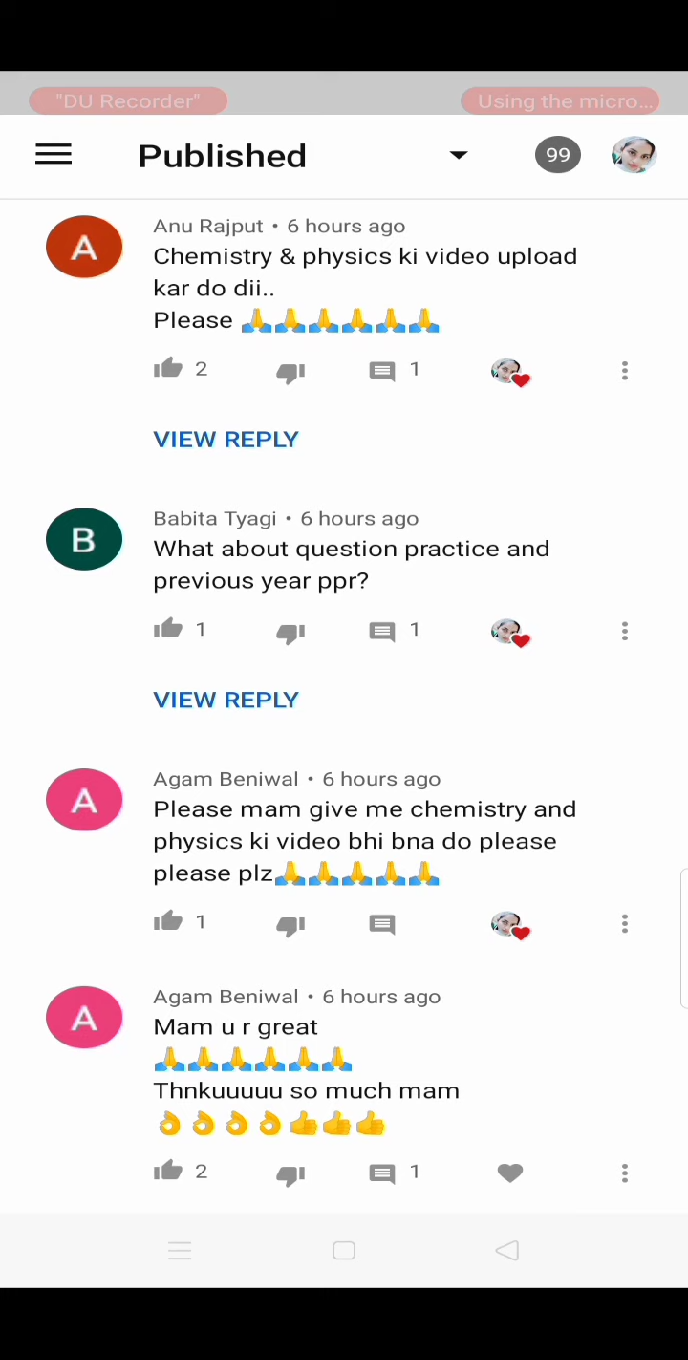 "DU Recorder" Using the micro...
Published 99
A Anu Rajput • 6 hours ago
Chemistry & physics ki video upload
kar do dii..
Please 🙏🙏🙏🙏🙏🙏
2 1
VIEW REPLY
B Babita Tyagi • 6 hours ago
What about question practice and
previous year ppr?
1 1
VIEW REPLY
A Agam Beniwal • 6 hours ago
Please mam give me chemistry and
physics ki video bhi bna do please
please plz🙏🙏🙏🙏🙏
1
A Agam Beniwal • 6 hours ago
Mam u r great
🙏🙏🙏🙏🙏🙏
Thnkuuuuu so much mam
👌👌👌👌👍👍👍
2 1